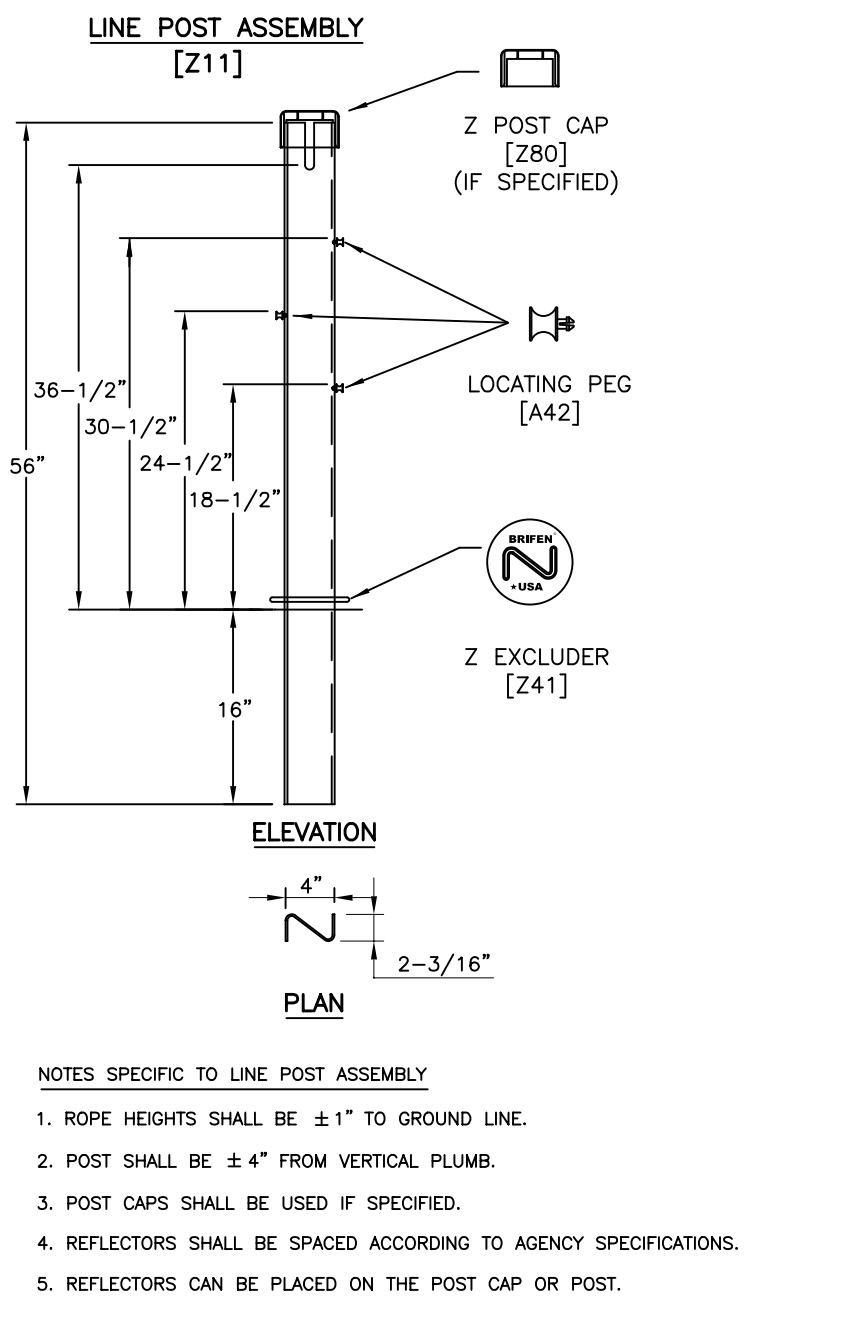 LINE POST ASSEMBLY
[Z11]
Z POST CAP
[Z80]
(IF SPECIFIED)
36-1/2"
30-1/2"
24-1/2"
18-1/2"
56"
LOCATING PEG
[A42]
BRIFEN
★USA
Z EXCLUDER
[Z41]
16"
ELEVATION
4"
2-3/16"
PLAN
NOTES SPECIFIC TO LINE POST ASSEMBLY
1. ROPE HEIGHTS SHALL BE ±1" TO GROUND LINE.
2. POST SHALL BE ±4" FROM VERTICAL PLUMB.
3. POST CAPS SHALL BE USED IF SPECIFIED.
4. REFLECTORS SHALL BE SPACED ACCORDING TO AGENCY SPECIFICATIONS.
5. REFLECTORS CAN BE PLACED ON THE POST CAP OR POST.